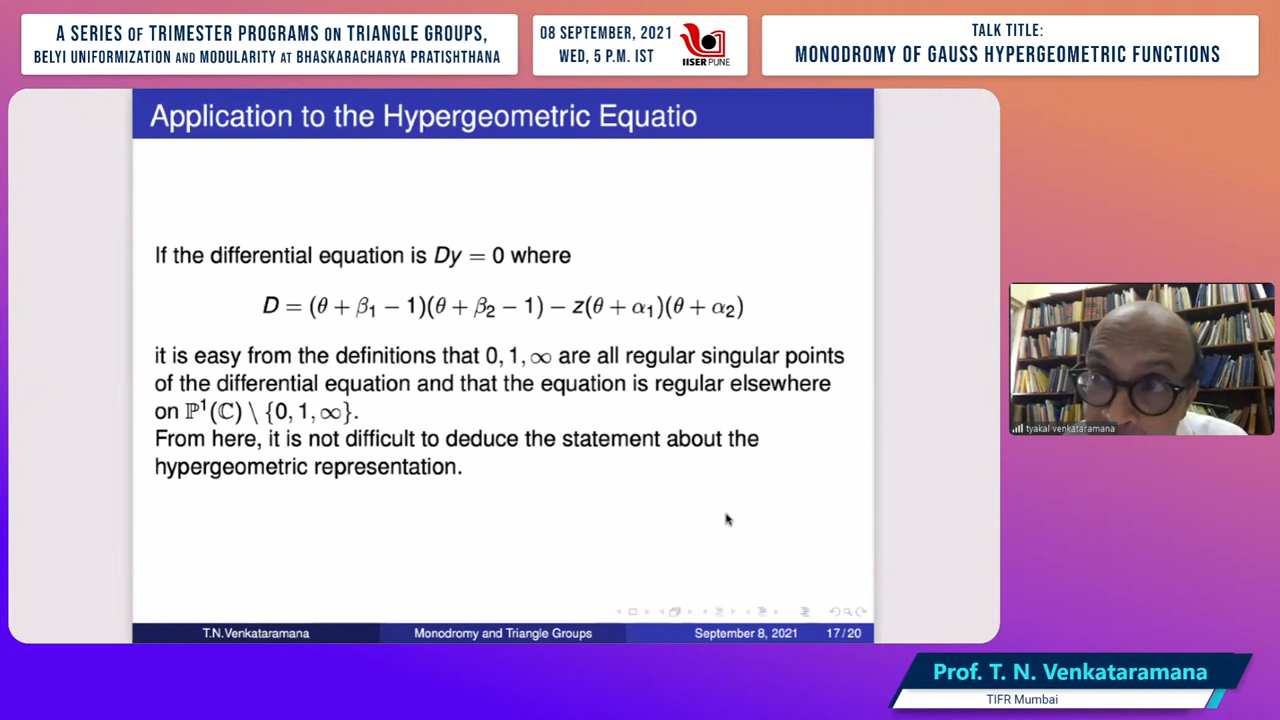 A SERIES OF TRIMESTER PROGRAMS ON TRIANGLE GROUPS,
BELYI UNIFORMIZATION AND MODULARITY AT BHASKARACHARYA PRATISHTHANA
08 SEPTEMBER, 2021
WED, 5 P.M. IST
IISER PUNE
TALK TITLE:
MONODROMY OF GAUSS HYPERGEOMETRIC FUNCTIONS
Application to the Hypergeometric Equatio
If the differential equation is Dy = 0 where
D = (θ + β₁ − 1)(θ + β₂ − 1) − z(θ + α₁)(θ + α₂)
it is easy from the definitions that 0, 1, ∞ are all regular singular points
of the differential equation and that the equation is regular elsewhere
on ℙ¹(ℂ) \ {0, 1, ∞}.
From here, it is not difficult to deduce the statement about the
hypergeometric representation.
tyakal venkataramana
T.N.Venkataramana Monodromy and Triangle Groups September 8, 2021 17/20
Prof. T. N. Venkataramana
TIFR Mumbai